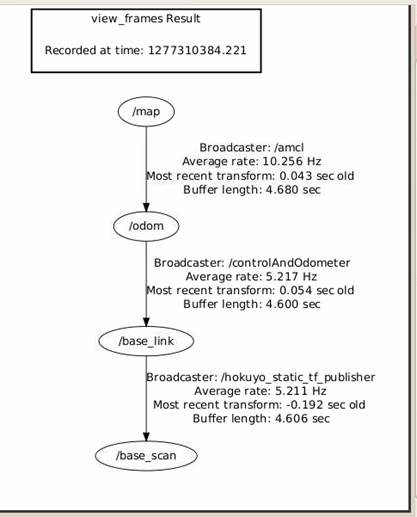 view_frames Result
Recorded at time: 1277310384.221
/map
Broadcaster: /amcl
Average rate: 10.256 Hz
Most recent transform: 0.043 sec old
Buffer length: 4.680 sec
/odom
Broadcaster: /controlAndOdometer
Average rate: 5.217 Hz
Most recent transform: 0.054 sec old
Buffer length: 4.600 sec
/base_link
Broadcaster: /hokuyo_static_tf_publisher
Average rate: 5.211 Hz
Most recent transform: -0.192 sec old
Buffer length: 4.606 sec
/base_scan